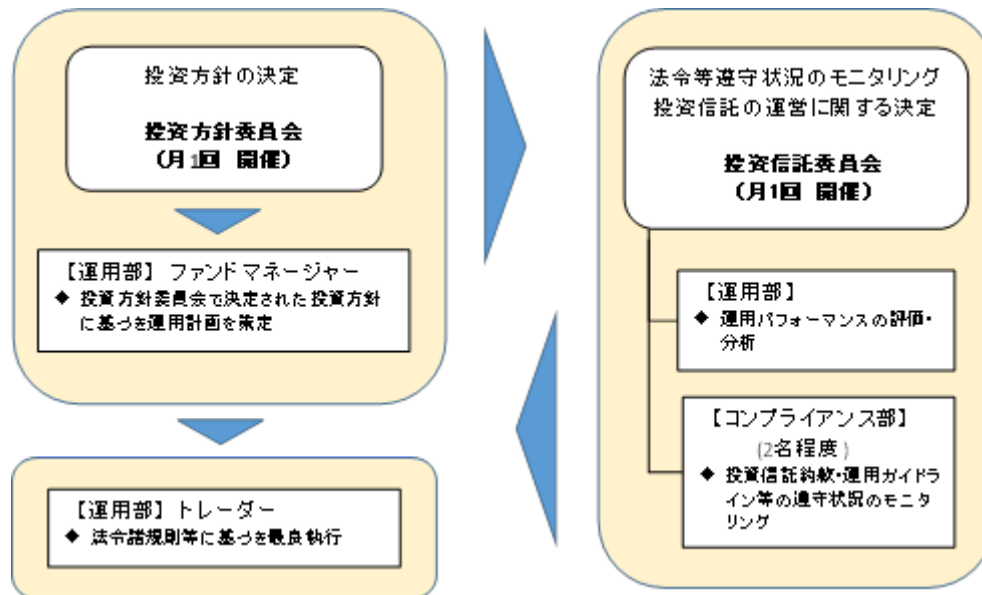 投資方針の決定
投資方針委員会
(月1回 開催)
【運用部】ファンドマネージャー
◆ 投資方針委員会で決定された投資方針
に基づき運用計画を策定
【運用部】トレーダー
◆ 法令諸規則等に基づき最良執行
法令等遵守状況のモニタリング
投資信託の運営に関する決定
投資信託委員会
(月1回 開催)
【運用部】
◆ 運用パフォーマンスの評価・
分析
【コンプライアンス部】
(2名程度)
◆ 投資信託約款・運用ガイドラ
イン等の遵守状況のモニタ
リング